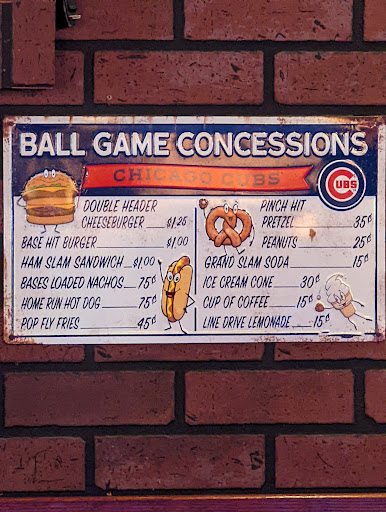 BALL GAME CONCESSIONS
CHICAGO CUBS
CUBS
DOUBLE HEADER
CHEESEBURGER $1.25
BASE HIT BURGER $1.00
HAM SLAM SANDWICH $1.00
BASES LOADED NACHOS 75¢
HOME RUN HOT DOG 75¢
POP FLY FRIES 45¢
PINCH HIT
PRETZEL 35¢
PEANUTS 25¢
GRAND SLAM SODA 15¢
ICE CREAM CONE 30¢
CUP OF COFFEE 15¢
LINE DRIVE LEMONADE 15¢